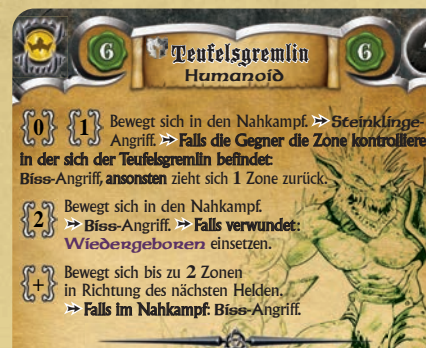 6 Teufelsgremlin 6
Humanoid
{0} {1} Bewegt sich in den Nahkampf. Steinklinge-
Angriff. Falls die Gegner die Zone kontrolliere
in der sich der Teufelsgremlin befindet:
Biss-Angriff, ansonsten zieht sich 1 Zone zurück.
{2} Bewegt sich in den Nahkampf.
Biss-Angriff. Falls verwundet:
Wiedergeboren einsetzen.
{+} Bewegt sich bis zu 2 Zonen
in Richtung des nächsten Helden.
Falls im Nahkampf: Biss-Angriff.